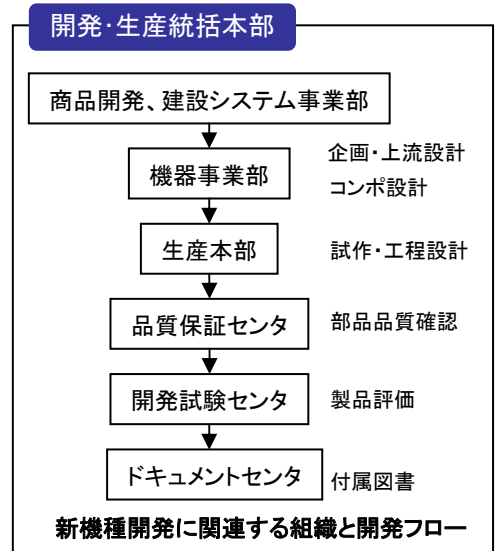 開発・生産統括本部
商品開発、建設システム事業部
企画・上流設計
機器事業部
コンポ設計
生産本部
試作・工程設計
品質保証センタ
部品品質確認
開発試験センタ
製品評価
ドキュメントセンタ
付属図書
新機種開発に関連する組織と開発フロー